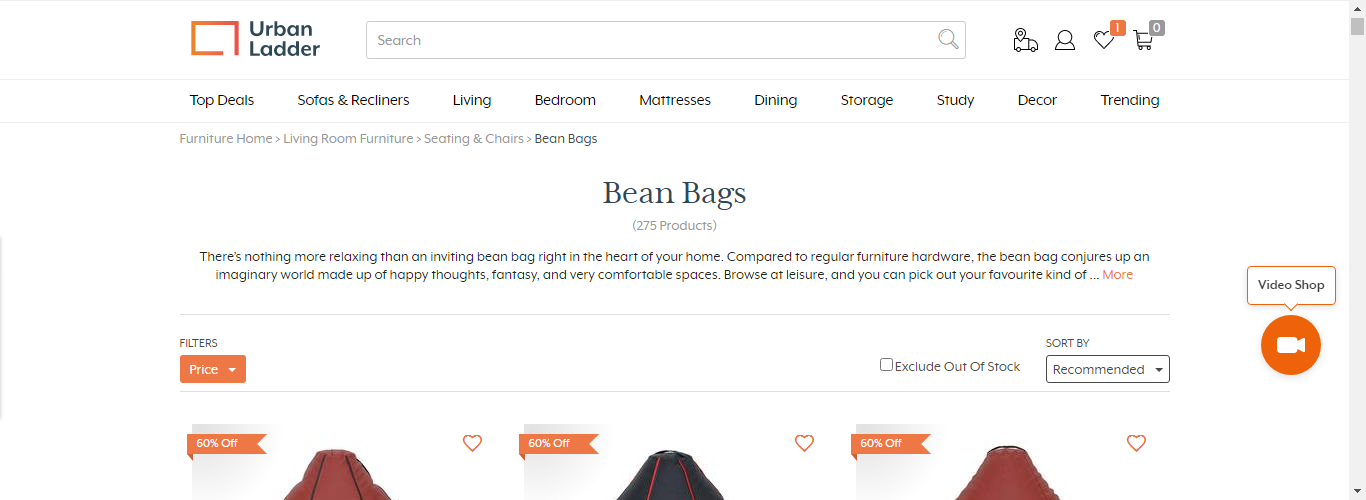 Urban
Ladder
Search
1
0
Top Deals Sofas & Recliners Living Bedroom Mattresses Dining Storage Study Decor Trending
Furniture Home > Living Room Furniture > Seating & Chairs > Bean Bags
Bean Bags
(275 Products)
There's nothing more relaxing than an inviting bean bag right in the heart of your home. Compared to regular furniture hardware, the bean bag conjures up an
imaginary world made up of happy thoughts, fantasy, and very comfortable spaces. Browse at leisure, and you can pick out your favourite kind of ... More
Video Shop
FILTERS
Price
Exclude Out Of Stock
SORT BY
Recommended
60% Off
60% Off
60% Off